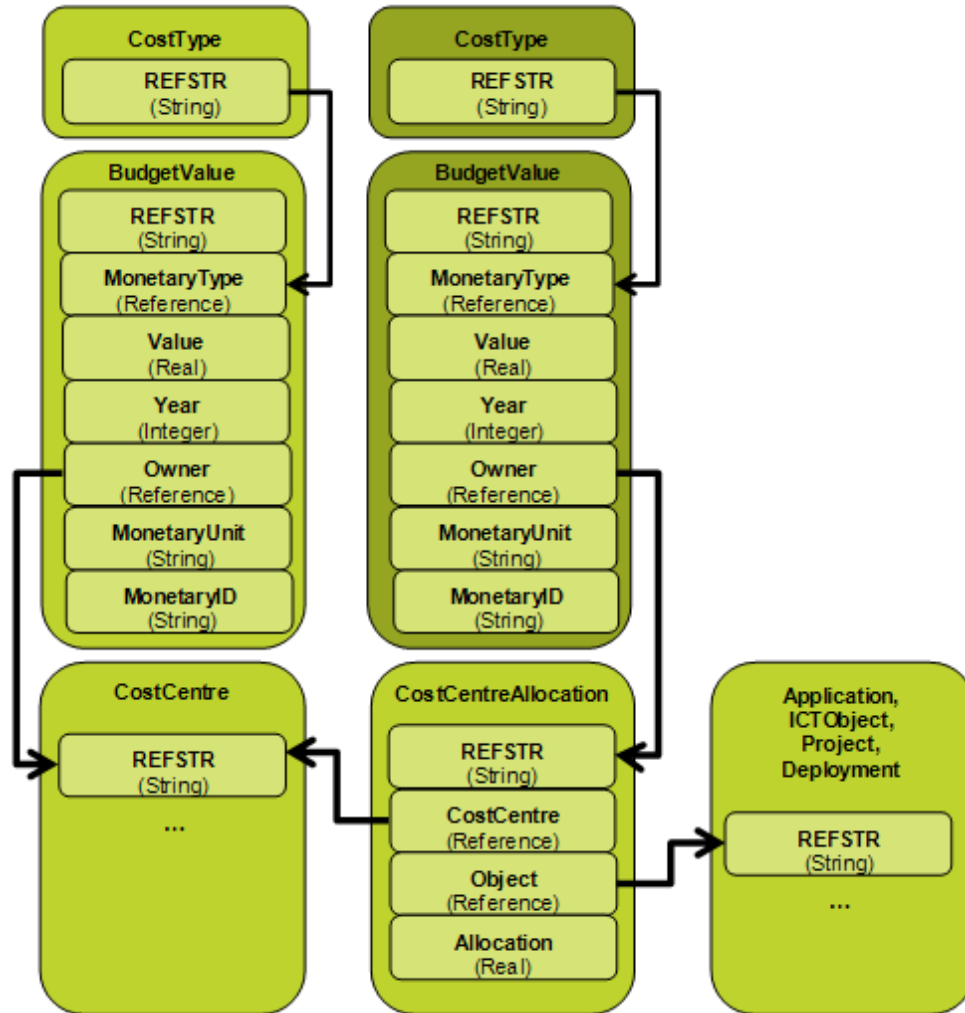 CostType
REFSTR
(String)
BudgetValue
REFSTR
(String)
MonetaryType
(Reference)
Value
(Real)
Year
(Integer)
Owner
(Reference)
MonetaryUnit
(String)
MonetaryID
(String)
CostCentre
REFSTR
(String)
...
CostType
REFSTR
(String)
BudgetValue
REFSTR
(String)
MonetaryType
(Reference)
Value
(Real)
Year
(Integer)
Owner
(Reference)
MonetaryUnit
(String)
MonetaryID
(String)
CostCentreAllocation
REFSTR
(String)
CostCentre
(Reference)
Object
(Reference)
Allocation
(Real)
Application,
ICTObject,
Project,
Deployment
REFSTR
(String)
...